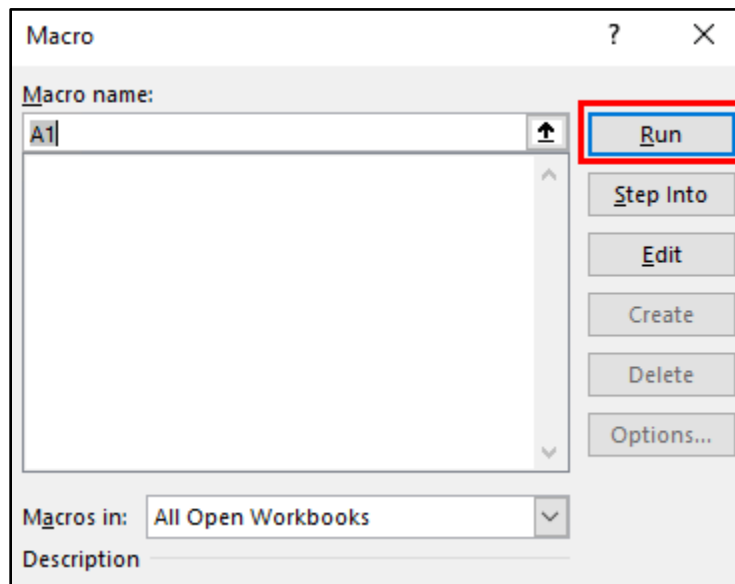 Macro ? X
Macro name:
A1
Run
Step Into
Edit
Create
Delete
Options...
Macros in: All Open Workbooks
Description